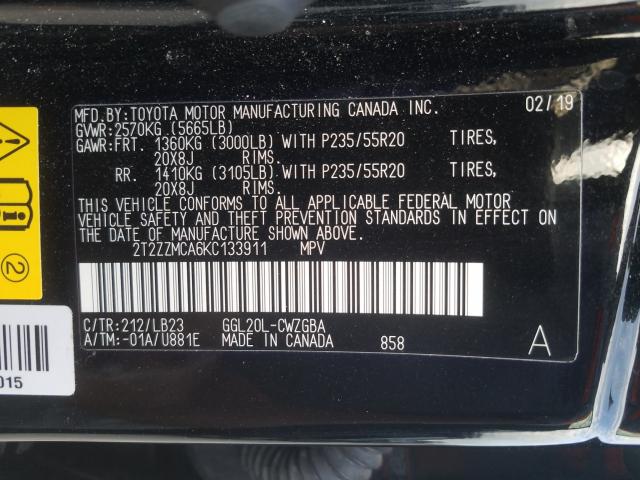 MFD.BY:TOYOTA MOTOR MANUFACTURING CANADA INC. 02/19
GVWR:2570KG (5665LB)
GAWR:FRT. 1360KG (3000LB) WITH P235/55R20 TIRES,
20X8J RIMS.
RR. 1410KG (3105LB) WITH P235/55R20 TIRES,
20X8J RIMS.
THIS VEHICLE CONFORMS TO ALL APPLICABLE FEDERAL MOTOR
VEHICLE SAFETY AND THEFT PREVENTION STANDARDS IN EFFECT ON
THE DATE OF MANUFACTURE SHOWN ABOVE.
2T2ZZMCA6KC133911 MPV
C/TR:212/LB23 GGL20L-CWZGBA
A/TM:-01A/U881E MADE IN CANADA 858 A
2
015